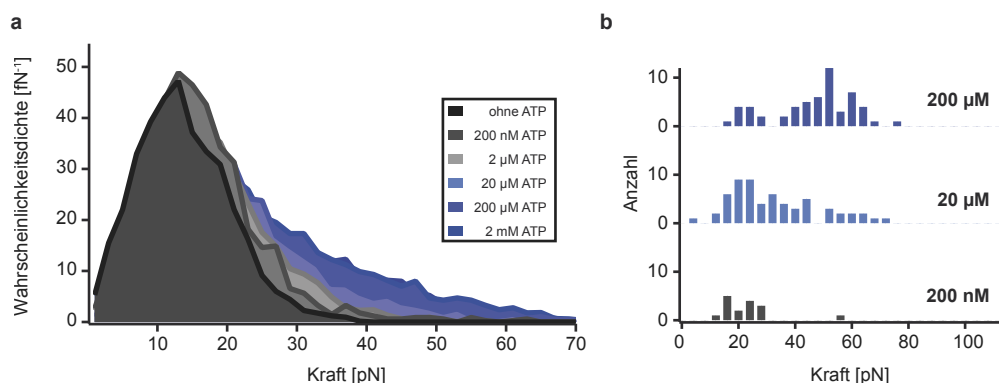 a
b
Wahrscheinlichkeitsdichte [fN⁻¹]
50
40
30
20
10
0
10 20 30 40 50 60 70
Kraft [pN]
ohne ATP
200 nM ATP
2 µM ATP
20 µM ATP
200 µM ATP
2 mM ATP
Anzahl
10
0
200 µM
10
0
20 µM
10
0
200 nM
0 20 40 60 80 100
Kraft [pN]